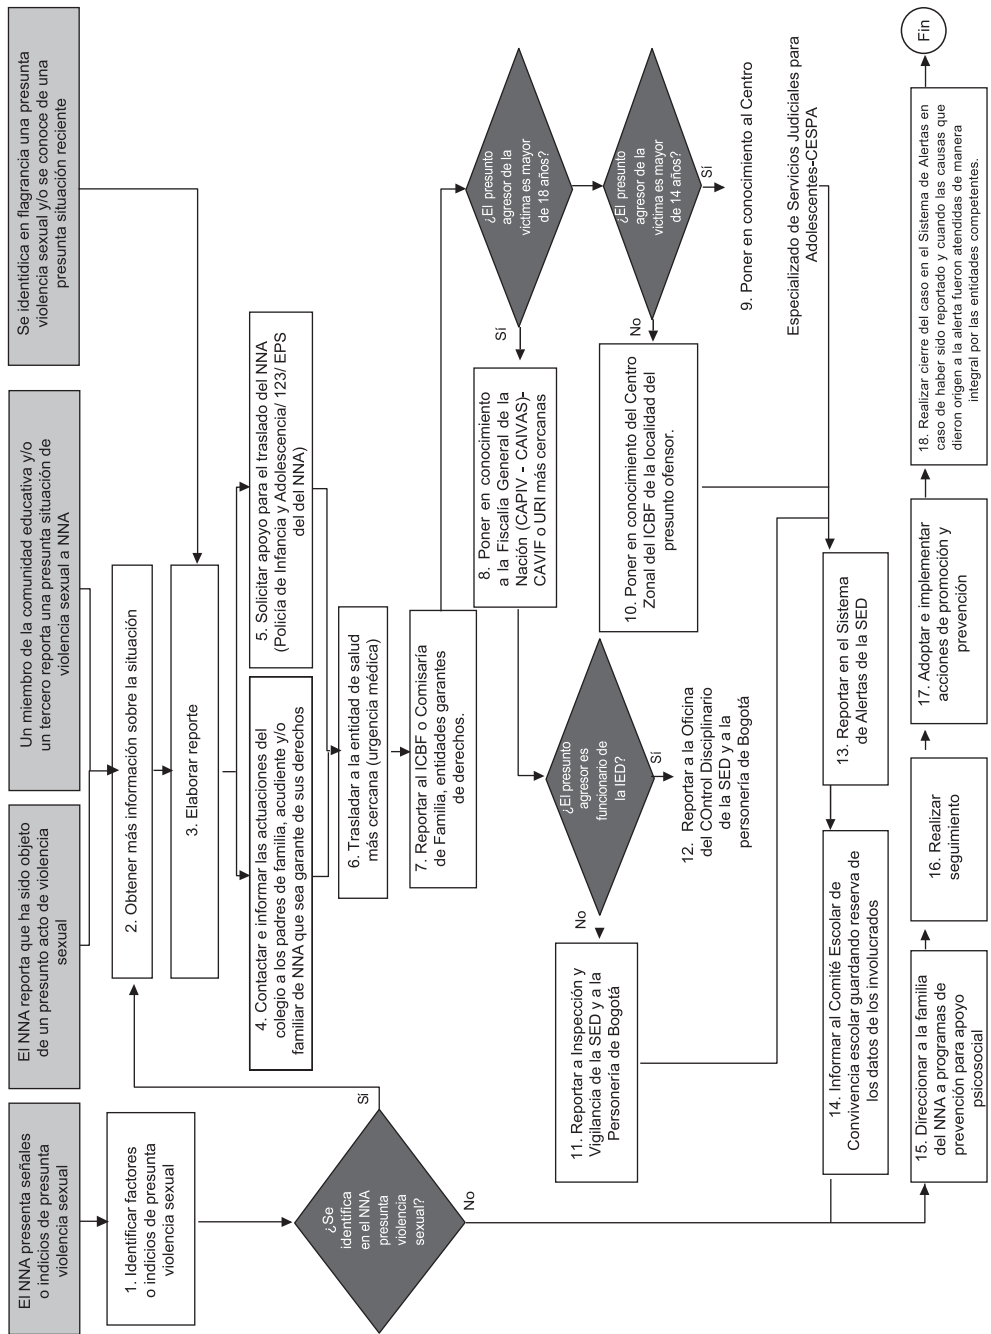 El NNA presenta señales
o indicios de presunta
violencia sexual
El NNA reporta que ha sido objeto
de un presunto acto de violencia
sexual
Un miembro de la comunidad educativa y/o
un tercero reporta una presunta situación de
violencia sexual a NNA
Se identidica en flagrancia una presunta
violencia sexual y/o se conoce de una
presunta situación reciente
1. Identificar factores
o indicios de presunta
violencia sexual
¿Se
identifica
en el NNA
presunta
violencia
sexual?
Sí
No
2. Obtener más información sobre la situación
3. Elaborar reporte
4. Contactar e informar las actuaciones del
colegio a los padres de familia, acudiente y/o
familiar de NNA que sea garante de sus derechos
5. Solicitar apoyo para el traslado del NNA
(Policía de Infancia y Adolescencia/ 123/ EPS
del del NNA)
6. Trasladar a la entidad de salud
más cercana (urgencia médica)
7. Reportar al ICBF o Comisaría
de Familia, entidades garantes
de derechos.
¿El presunto
agresor de la
victima es mayor
de 18 años?
Sí
8. Poner en conocimiento
a la Fiscalía General de la
Nación (CAPIV - CAIVAS)-
CAVIF o URI más cercanas
¿El presunto
agresor de la
victima es mayor
de 14 años?
Sí
No
9. Poner en conocimiento al Centro
Especializado de Servicios Judiciales para
Adolescentes-CESPA
10. Poner en conocimiento del Centro
Zonal del ICBF de la localidad del
presunto ofensor.
¿El presunto
agresor es
funcionario de
la IED?
No
Sí
11. Reportar a Inspección y
Vigilancia de la SED y a la
Personería de Bogotá
12. Reportar a la Oficina
del COntrol Disciplinario
de la SED y a la
personería de Bogotá
13. Reportar en el Sistema
de Alertas de la SED
14. Informar al Comité Escolar de
Convivencia escolar guardando reserva de
los datos de los involucrados
15. Direccionar a la familia
del NNA a programas de
prevención para apoyo
psicosocial
16. Realizar
seguimiento
17. Adoptar e implementar
acciones de promoción y
prevención
18. Realizar cierre del caso en el Sistema de Alertas en
caso de haber sido reportado y cuando las causas que
dieron origen a la alerta fueron atendidas de manera
integral por las entidades competentes.
Fin